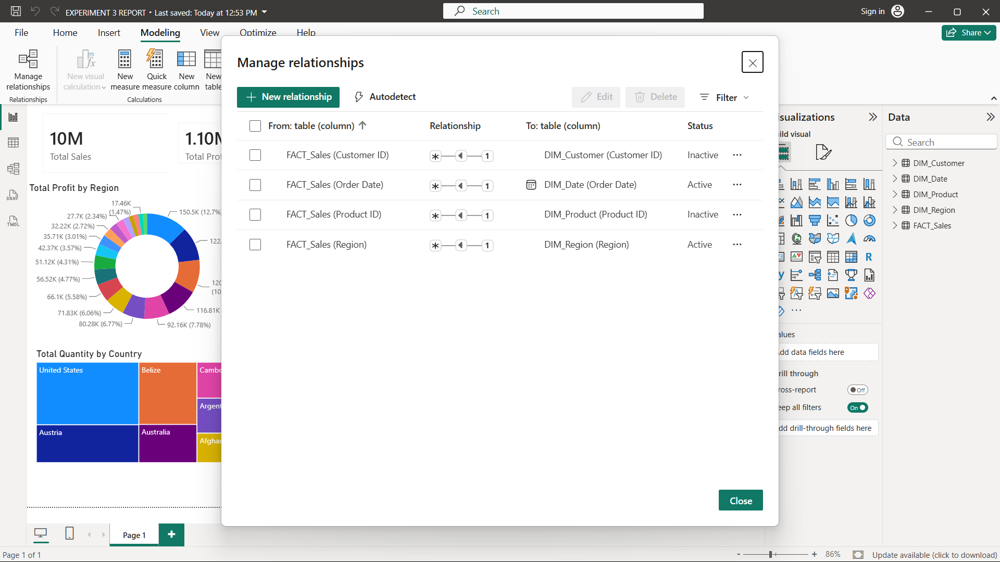 EXPERIMENT 3 REPORT • Last saved: Today at 12:53 PM
Search
Sign in
File Home Insert Modeling View Optimize Help
Share
Manage relationships
New visual calculation
New measure
Quick measure
New column
New table
Relationships
Calculations
Manage relationships
New relationship
Autodetect
Edit
Delete
Filter
From: table (column) Relationship To: table (column) Status
FACT_Sales (Customer ID) * 1 DIM_Customer (Customer ID) Inactive ...
FACT_Sales (Order Date) * 1 DIM_Date (Order Date) Active ...
FACT_Sales (Product ID) * 1 DIM_Product (Product ID) Inactive ...
FACT_Sales (Region) * 1 DIM_Region (Region) Active ...
Close
10M
Total Sales
1.10M
Total Prof
Total Profit by Region
17.46K
(1.47%)
150.5K (12.7%)
27.7K (2.34%)
32.22K (2.72%)
35.71K (3.01%)
42.37K (3.57%)
51.12K (4.31%)
56.52K (4.77%)
66.1K (5.58%)
71.83K (6.06%)
80.28K (6.77%)
92.16K (7.78%)
116.81K
120
(10
122.
Total Quantity by Country
United States
Belize
Cambo
Argent
Austria
Australia
Afghan
isualizations
ild visual
alues
dd data fields here
rill through
ross-report
Off
eep all filters
On
dd drill-through fields here
Data
Search
DIM_Customer
DIM_Date
DIM_Product
DIM_Region
FACT_Sales
DAX
TMDL
Page 1
+
Page 1 of 1
- + 86%
Update available (click to download)